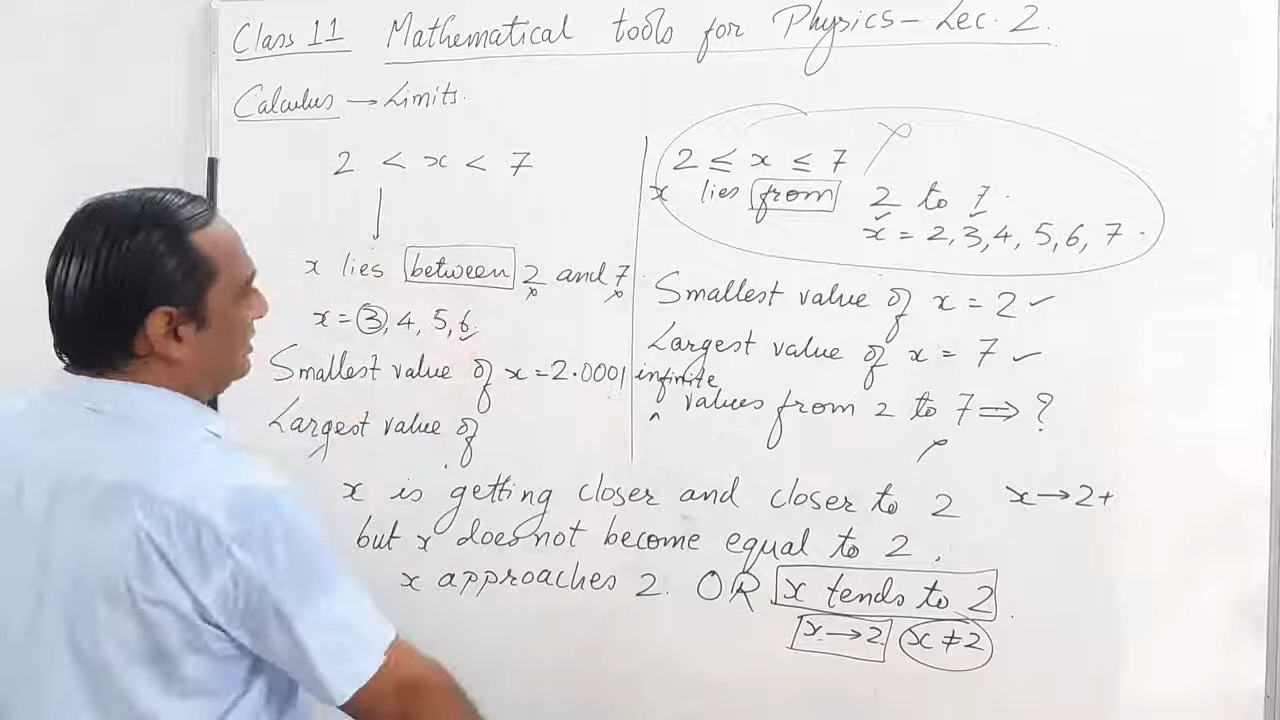 Class 11 Mathematical tools for Physics - Lec. 2.
Calculus → Limits.
2 < x < 7
x lies between 2 and 7.
x = 3, 4, 5, 6.
Smallest value of x = 2.0001
Largest value of
2 ≤ x ≤ 7
x lies from 2 to 7.
x = 2, 3, 4, 5, 6, 7.
Smallest value of x = 2 ✓
Largest value of x = 7 ✓
infinite
^ values from 2 to 7 ⇒ ?
x is getting closer and closer to 2 x → 2+
but x does not become equal to 2.
x approaches 2. OR x tends to 2.
x → 2 x ≠ 2